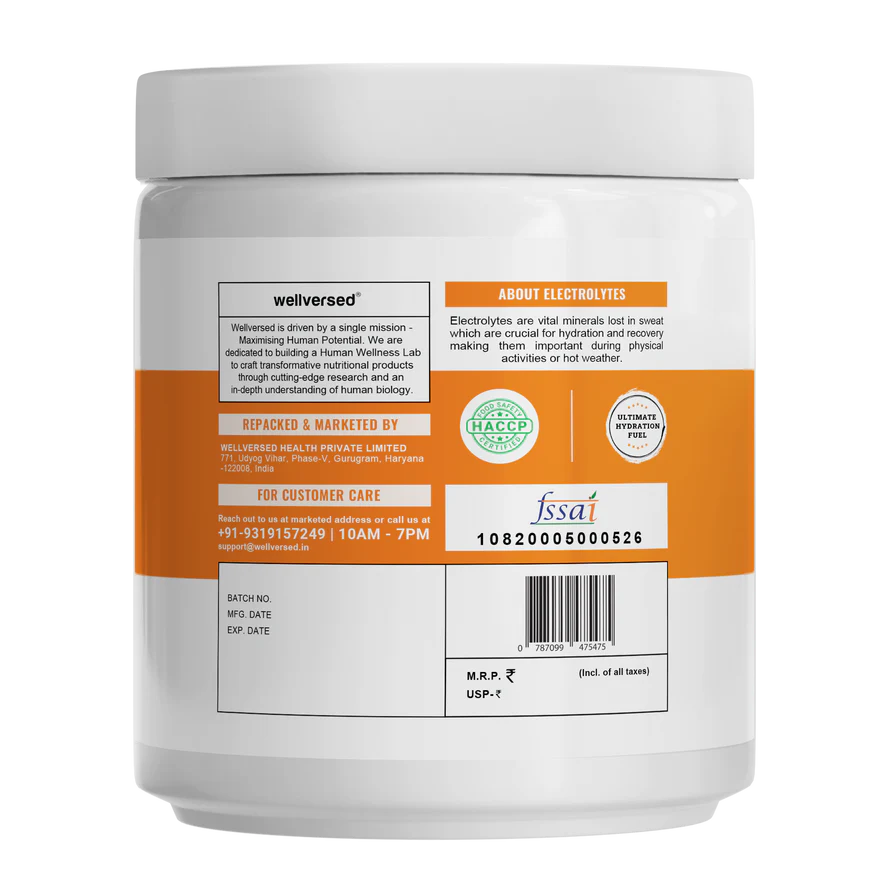 wellversed®
Wellversed is driven by a single mission -
Maximising Human Potential. We are
dedicated to building a Human Wellness Lab
to craft transformative nutritional products
through cutting-edge research and an
in-depth understanding of human biology.
REPACKED & MARKETED BY
WELLVERSED HEALTH PRIVATE LIMITED
771, Udyog Vihar, Phase-V, Gurugram, Haryana
-122008, India
FOR CUSTOMER CARE
Reach out to us at marketed address or call us at
+91-9319157249 | 10AM - 7PM
support@wellversed.in
ABOUT ELECTROLYTES
Electrolytes are vital minerals lost in sweat
which are crucial for hydration and recovery
making them important during physical
activities or hot weather.
FOOD SAFETY
HACCP
CERTIFIED
ULTIMATE
HYDRATION
FUEL
fssai
10820005000526
BATCH NO.
MFG. DATE
EXP. DATE
0 787099 475475
M.R.P. ₹ (Incl. of all taxes)
USP-₹